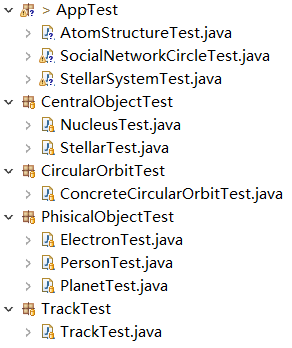 > AppTest
AtomStructureTest.java
SocialNetworkCircleTest.java
StellarSystemTest.java
CentralObjectTest
NucleusTest.java
StellarTest.java
CircularOrbitTest
ConcreteCircularOrbitTest.java
PhisicalObjectTest
ElectronTest.java
PersonTest.java
PlanetTest.java
TrackTest
TrackTest.java